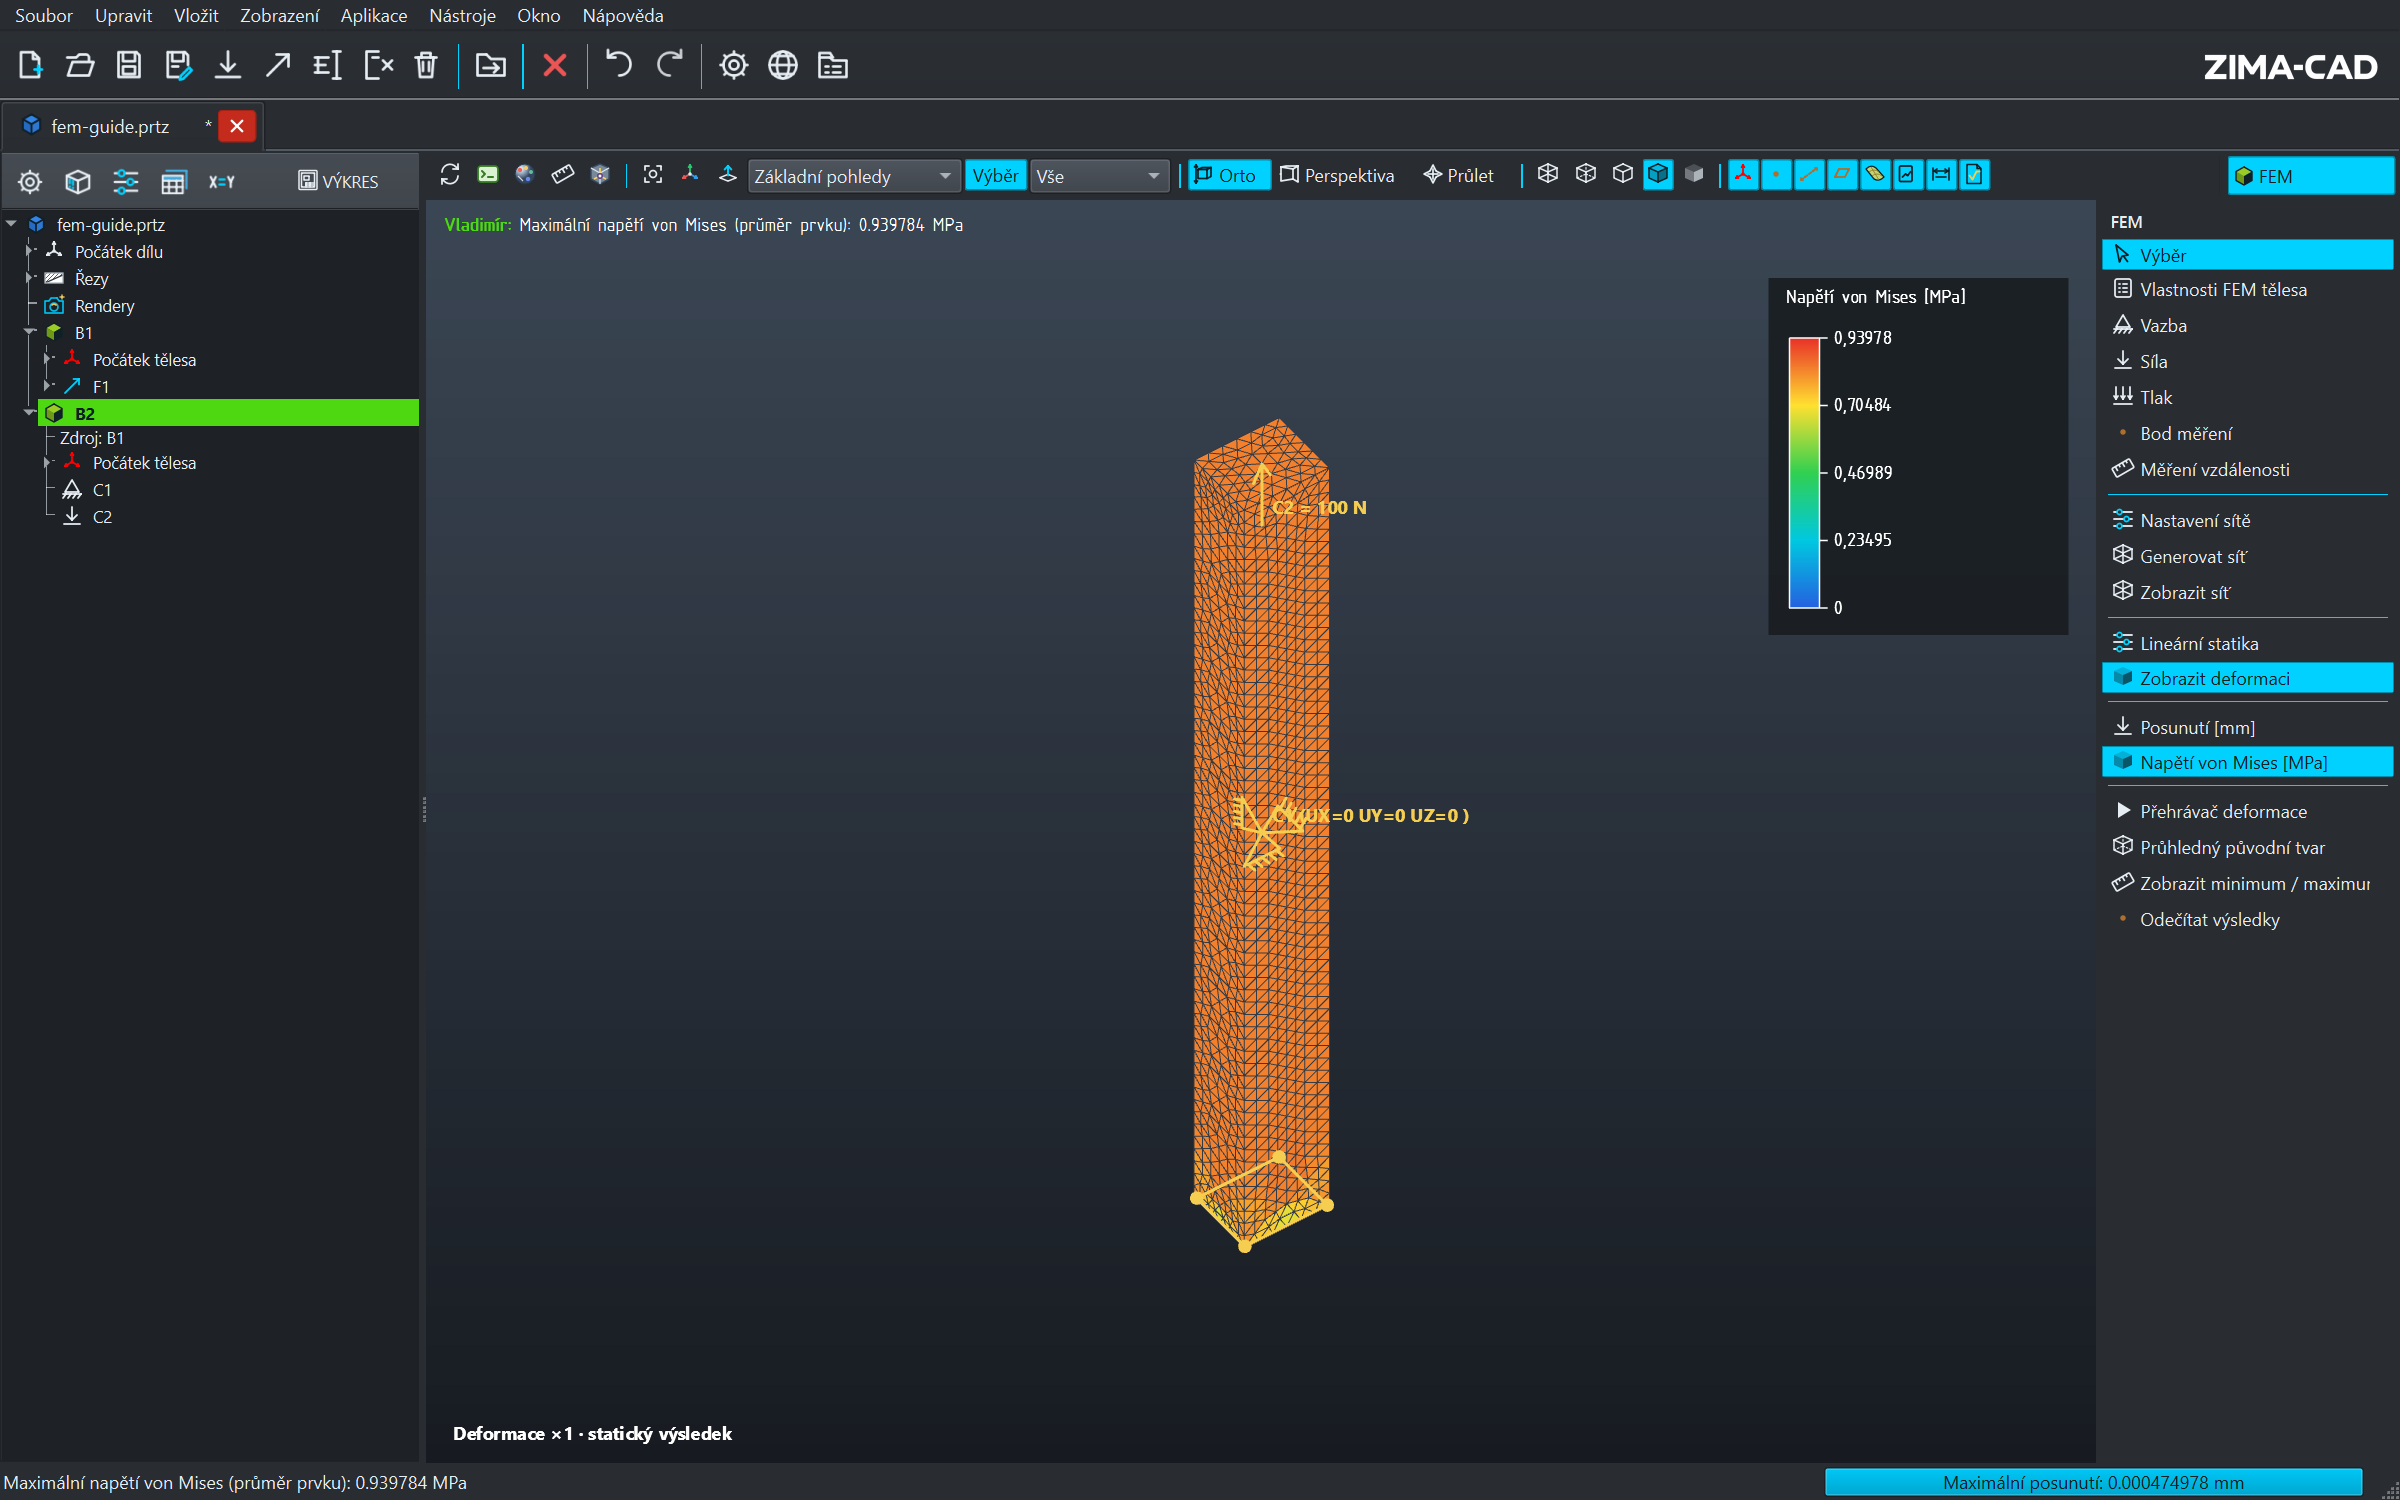 Soubor Upravit Vložit Zobrazení Aplikace Nástroje Okno Nápověda
ZIMA-CAD
fem-guide.prtz *
X=Y VÝKRES
Základní pohledy Výběr Vše Orto Perspektiva Průlet FEM
fem-guide.prtz
Počátek dílu
Řezy
Rendery
B1
Počátek tělesa
F1
B2
Zdroj: B1
Počátek tělesa
C1
C2
Vladimír: Maximální napětí von Mises (průměr prvku): 0.939784 MPa
Napětí von Mises [MPa]
0,93978
0,70484
0,46989
0,23495
0
C2 = 100 N
UX=0 UY=0 UZ=0 )
Deformace ×1 · statický výsledek
FEM
Výběr
Vlastnosti FEM tělesa
Vazba
Síla
Tlak
Bod měření
Měření vzdálenosti
Nastavení sítě
Generovat síť
Zobrazit síť
Lineární statika
Zobrazit deformaci
Posunutí [mm]
Napětí von Mises [MPa]
Přehrávač deformace
Průhledný původní tvar
Zobrazit minimum / maximu
Odečítat výsledky
Maximální napětí von Mises (průměr prvku): 0.939784 MPa
Maximální posunutí: 0.000474978 mm